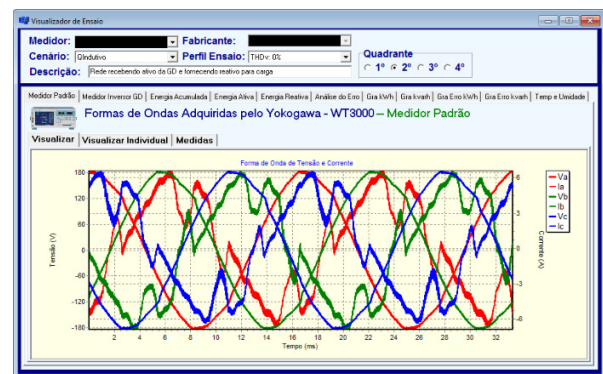 Visualizador de Ensaio
Medidor: Fabricante:
Cenário: QIndutivo Perfil Ensaio: THDv: 0% Quadrante
1º 2º 3º 4º
Descrição: Rede recebendo ativo da GD e fornecendo reativo para carga
Medidor Padrão Medidor Inversor GD Energia Acumulada Energia Ativa Energia Reativa Análise do Erro Gra kWh Gra kvarh Gra Erro kWh Gra Erro kvarh Temp e Umidade
Formas de Ondas Adquiridas pelo Yokogawa - WT3000 – Medidor Padrão
Visualizar Visualizar Individual Medidas
Forma de Onda de Tensão e Corrente
180
120
60
0
-60
-120
-180
Tensão (V)
6
3
0
-3
-6
Corrente (A)
Va
Ia
Vb
Ib
Vc
Ic
2 4 6 8 10 12 14 16 18 20 22 24 26 28 30 32
Tempo (ms)